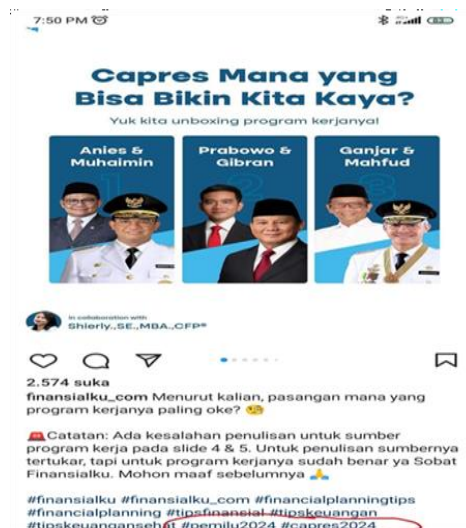 7:50 PM
Capres Mana yang
Bisa Bikin Kita Kaya?
Yuk kita unboxing program kerjanya!
Anies &
Muhaimin
1
Prabowo &
Gibran
2
Ganjar &
Mahfud
3
in collaboration with
Shierly.,SE.,MBA.,CFP®
2.574 suka
finansialku_com Menurut kalian, pasangan mana yang
program kerjanya paling oke? 🧐
🚨Catatan: Ada kesalahan penulisan untuk sumber
program kerja pada slide 4 & 5. Untuk penulisan sumbernya
tertukar, tapi untuk program kerjanya sudah benar ya Sobat
Finansialku. Mohon maaf sebelumnya 🙏
#finansialku #finansialku_com #financialplanningtips
#financialplanning #tipsfinansial #tipskeuangan
#tipskeuangansehat #pemilu2024 #capres2024